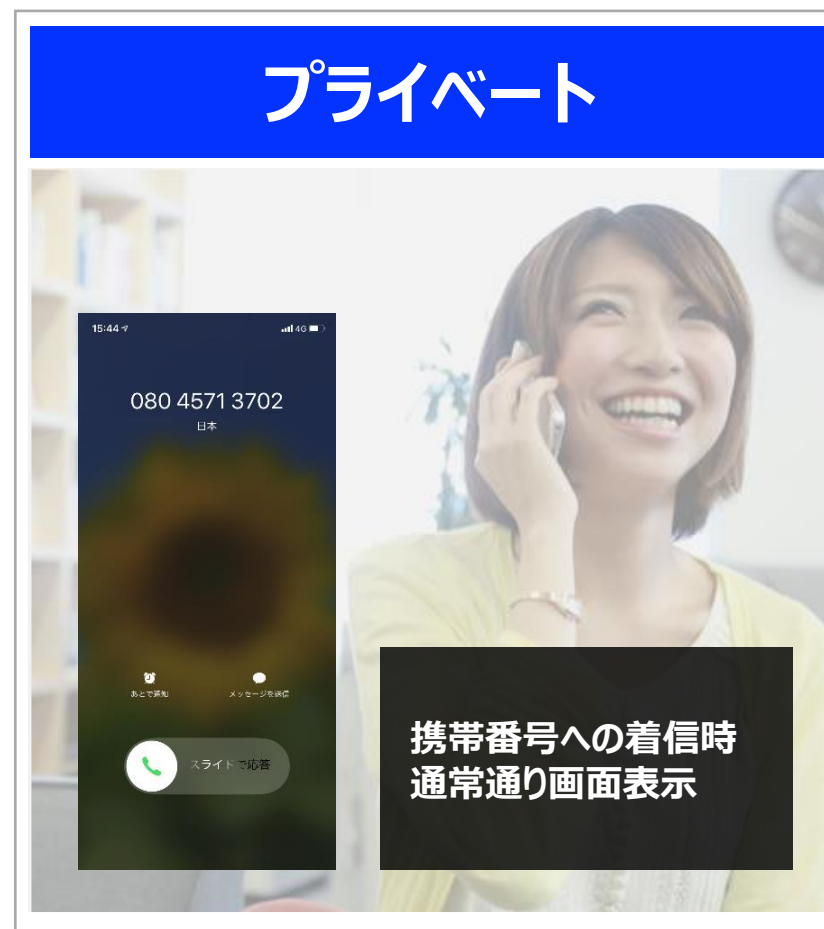 プライベート
15:44
4G
080 4571 3702
日本
あとで通知
メッセージを送信
スライドで応答
携帯番号への着信時
通常通り画面表示